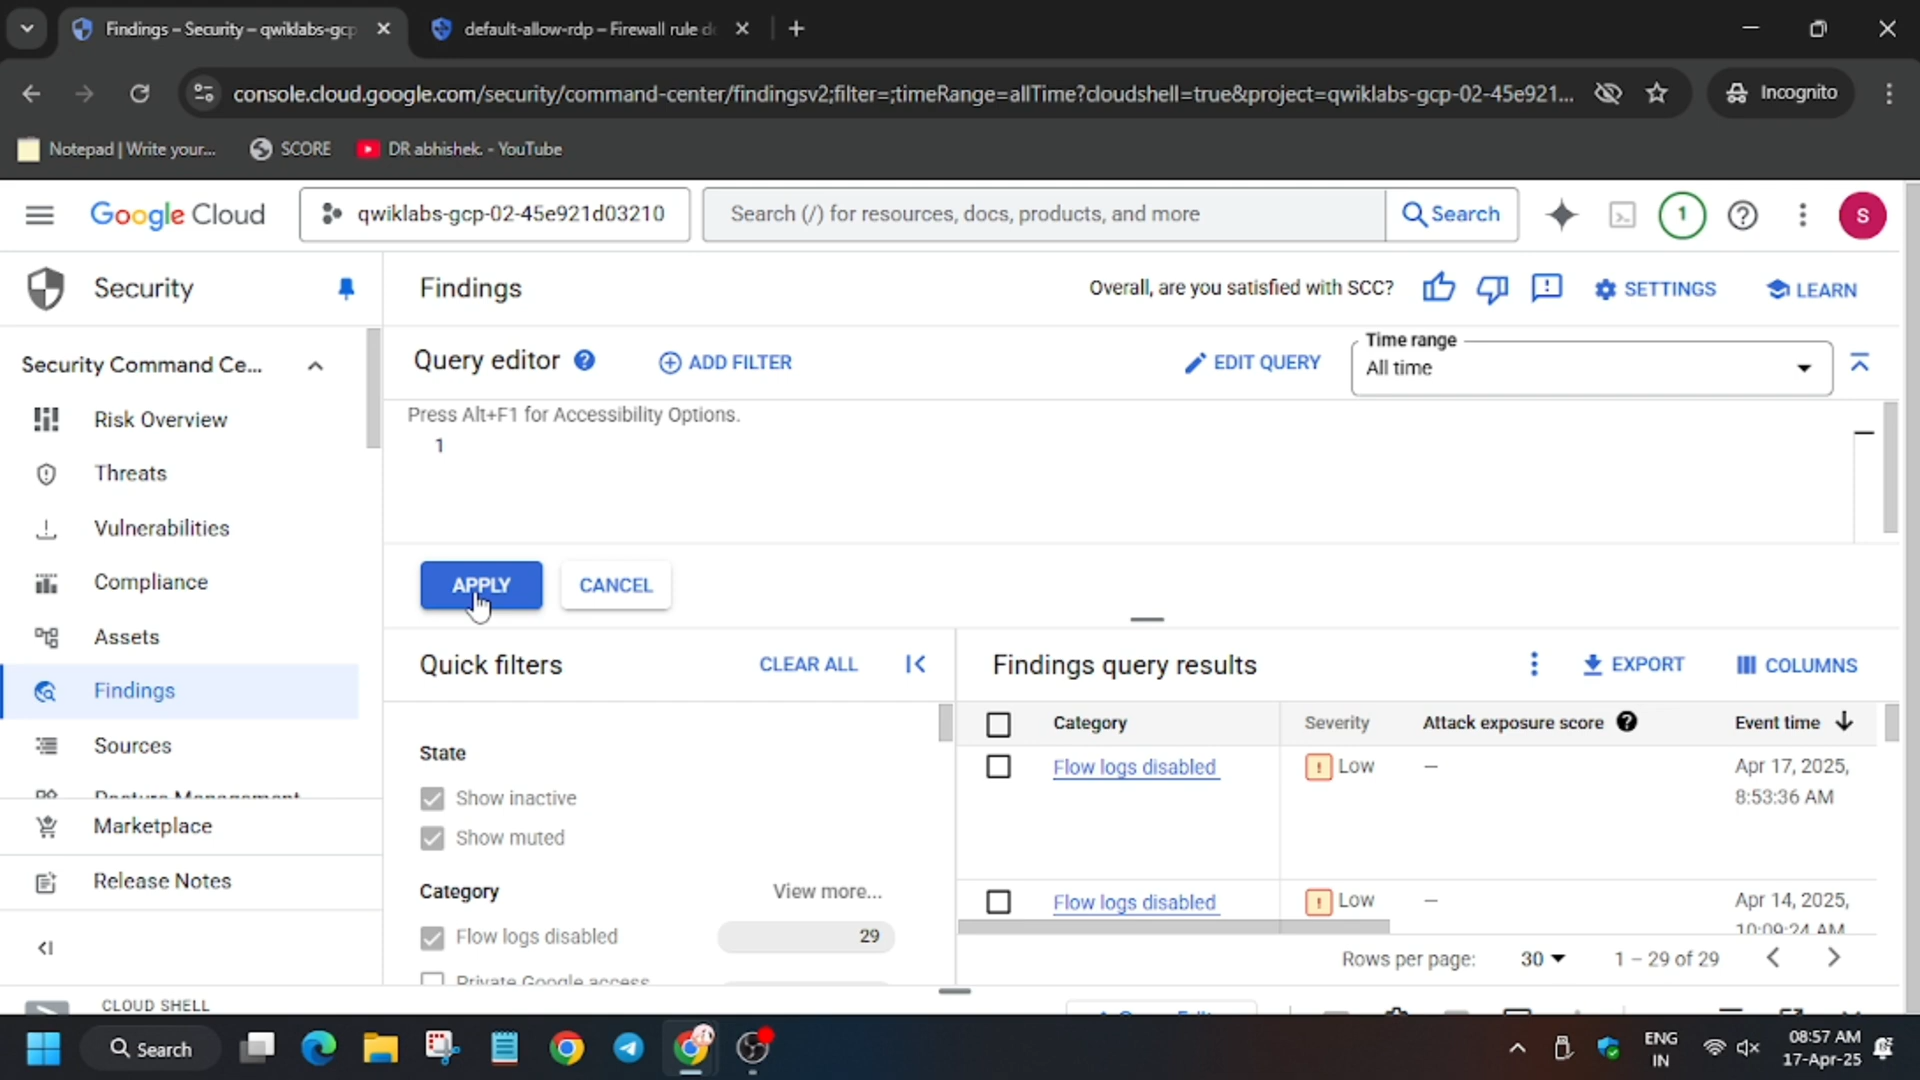 Findings – Security – qwiklabs-gcp
default-allow-rdp – Firewall rule de
console.cloud.google.com/security/command-center/findingsv2;filter=;timeRange=allTime?cloudshell=true&project=qwiklabs-gcp-02-45e921...
Incognito
Notepad | Write your...
SCORE
DR abhishek. - YouTube
Google Cloud
qwiklabs-gcp-02-45e921d03210
Search (/) for resources, docs, products, and more
Search
1
S
Security
Findings
Overall, are you satisfied with SCC?
SETTINGS
LEARN
Security Command Ce...
Query editor
ADD FILTER
EDIT QUERY
Time range
All time
Press Alt+F1 for Accessibility Options.
1
Risk Overview
Threats
Vulnerabilities
Compliance
Assets
Findings
Sources
Posture Management
Marketplace
Release Notes
APPLY
CANCEL
Quick filters
CLEAR ALL
State
Show inactive
Show muted
Category
View more...
Flow logs disabled
29
Private Google access
Findings query results
EXPORT
COLUMNS
Category
Severity
Attack exposure score
Event time
Flow logs disabled
Low
–
Apr 17, 2025,
8:53:36 AM
Flow logs disabled
Low
–
Apr 14, 2025,
10:09:24 AM
Rows per page:
30
1 – 29 of 29
CLOUD SHELL
Search
ENG
IN
08:57 AM
17-Apr-25